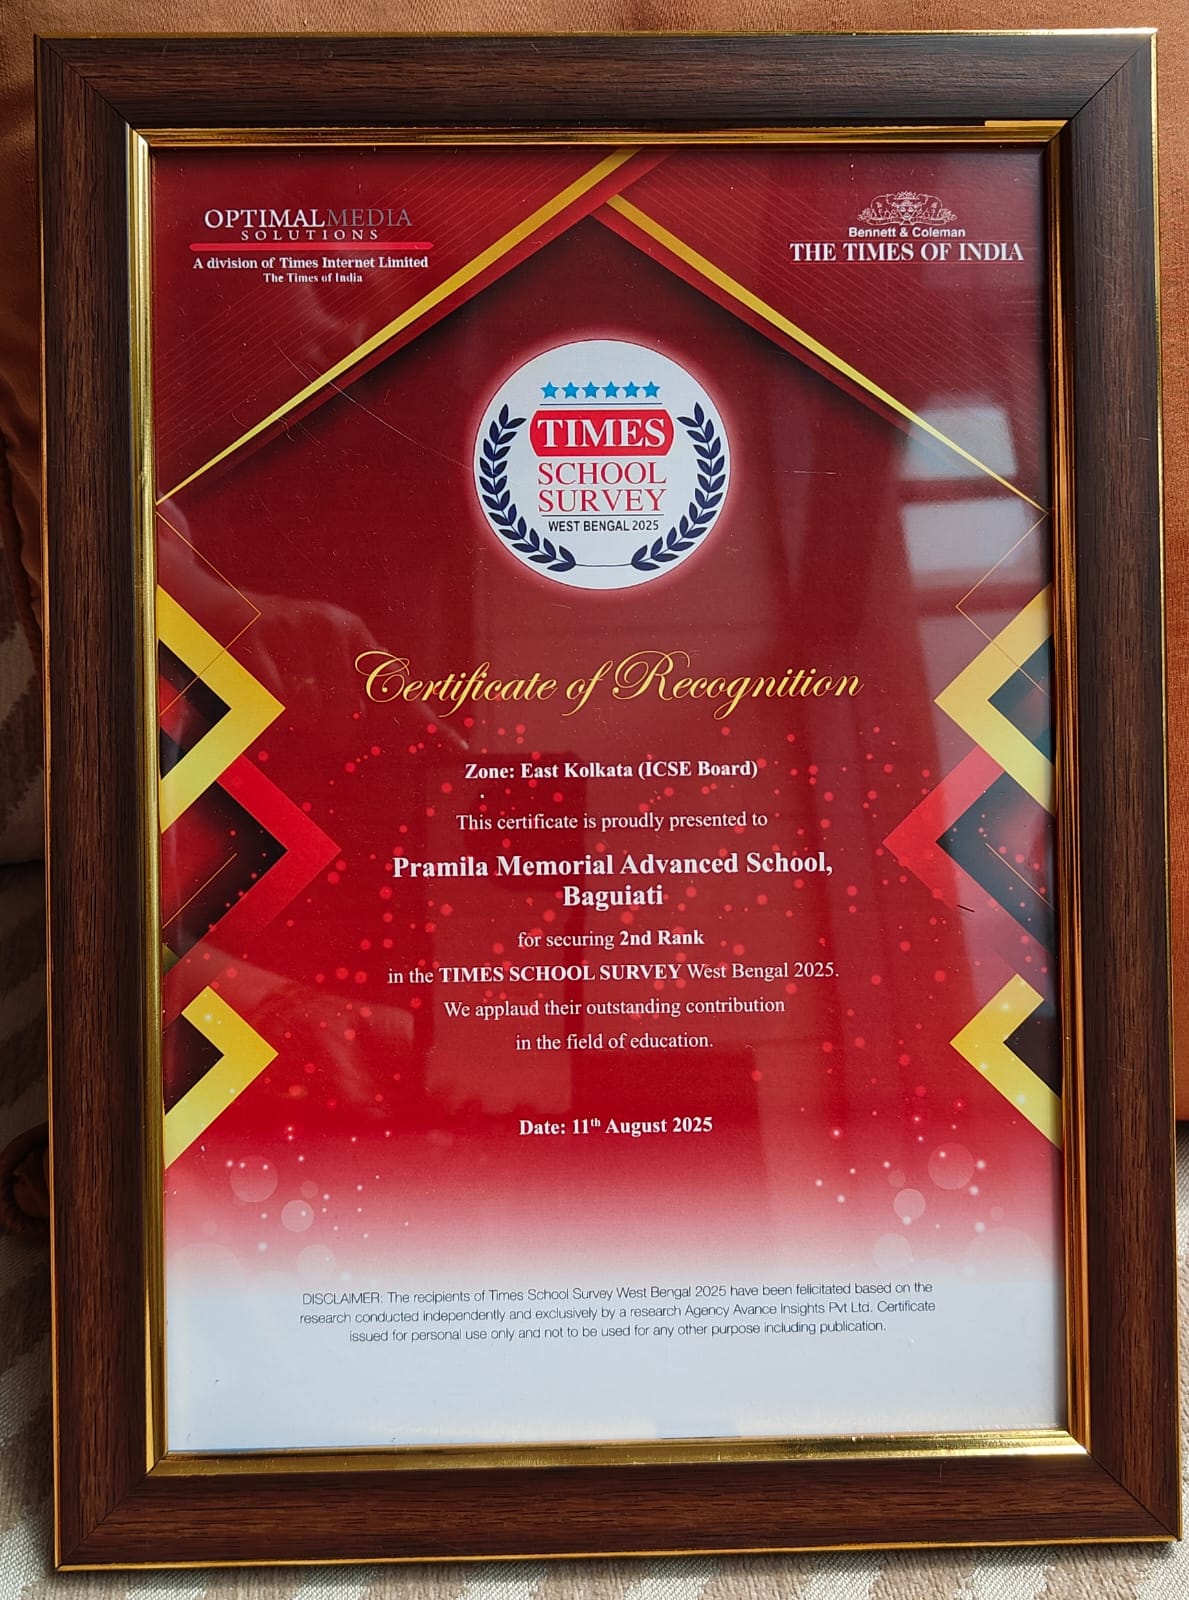 OPTIMALMEDIA
SOLUTIONS
A division of Times Internet Limited
The Times of India
Bennett & Coleman
THE TIMES OF INDIA
TIMES
SCHOOL
SURVEY
WEST BENGAL 2025
Certificate of Recognition
Zone: East Kolkata (ICSE Board)
This certificate is proudly presented to
Pramila Memorial Advanced School,
Baguiati
for securing 2nd Rank
in the TIMES SCHOOL SURVEY West Bengal 2025.
We applaud their outstanding contribution
in the field of education.
Date: 11th August 2025
DISCLAIMER: The recipients of Times School Survey West Bengal 2025 have been felicitated based on the
research conducted independently and exclusively by a research Agency Avance Insights Pvt Ltd. Certificate
issued for personal use only and not to be used for any other purpose including publication.